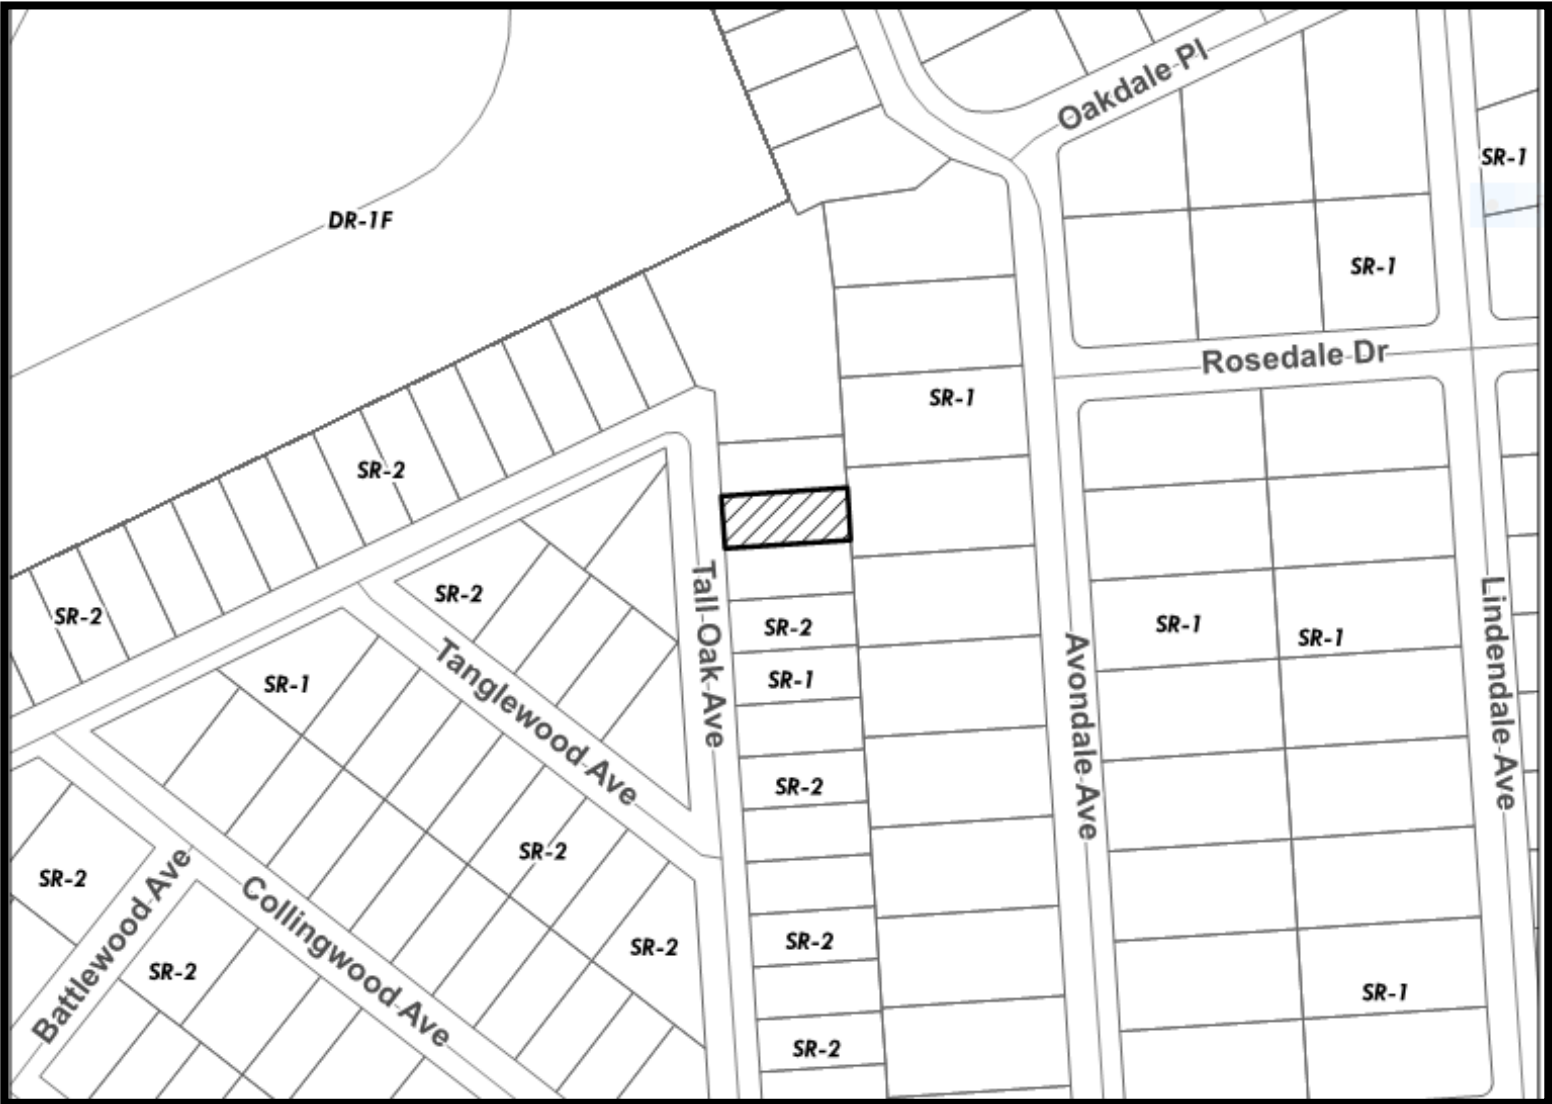 Oakdale Pl
SR-1
DR-1F
SR-1
Rosedale Dr
SR-1
SR-2
SR-2
SR-2
SR-2
SR-1
SR-1
SR-1
SR-1
Tall Oak Ave
Tanglewood Ave
Avondale Ave
Lindendale Ave
SR-2
SR-2
SR-2
Battlewood Ave
Collingwood Ave
SR-2
SR-2
SR-2
SR-1
SR-2